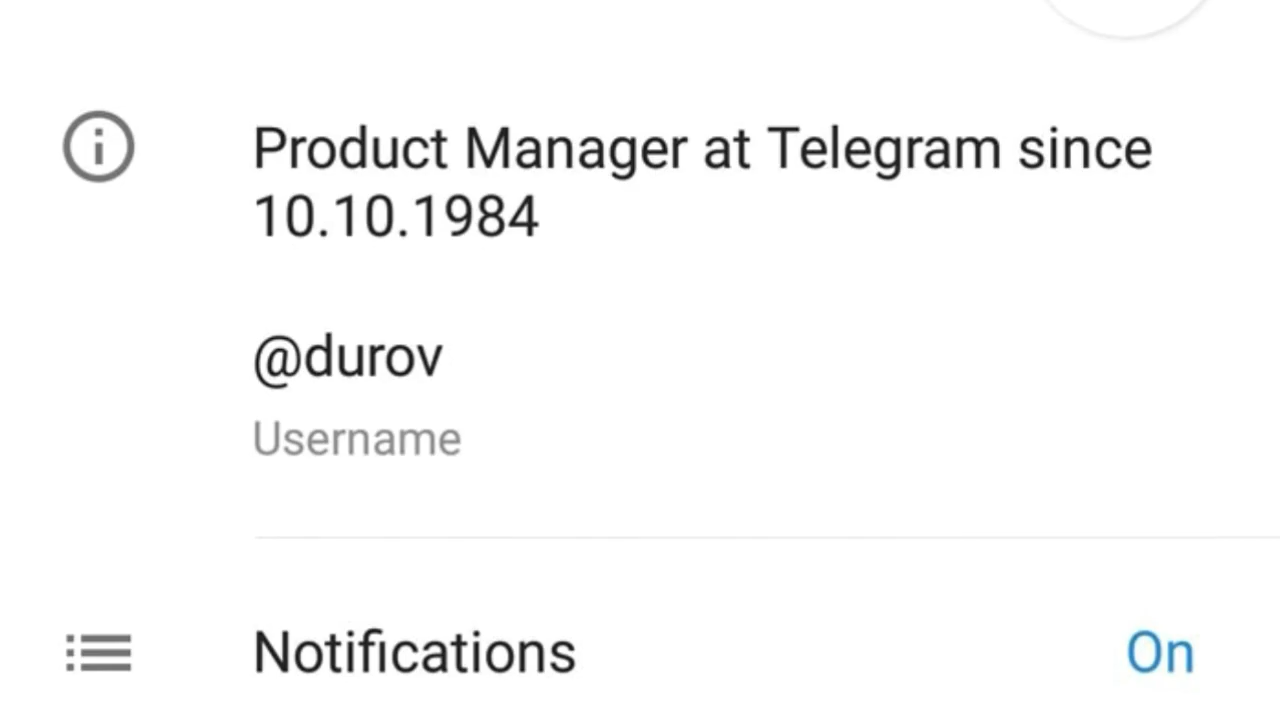 Product Manager at Telegram since
10.10.1984
@durov
Username
Notifications On